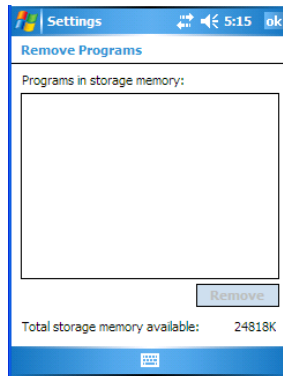 Settings 5:15 ok
Remove Programs
Programs in storage memory:
Remove
Total storage memory available: 24818K